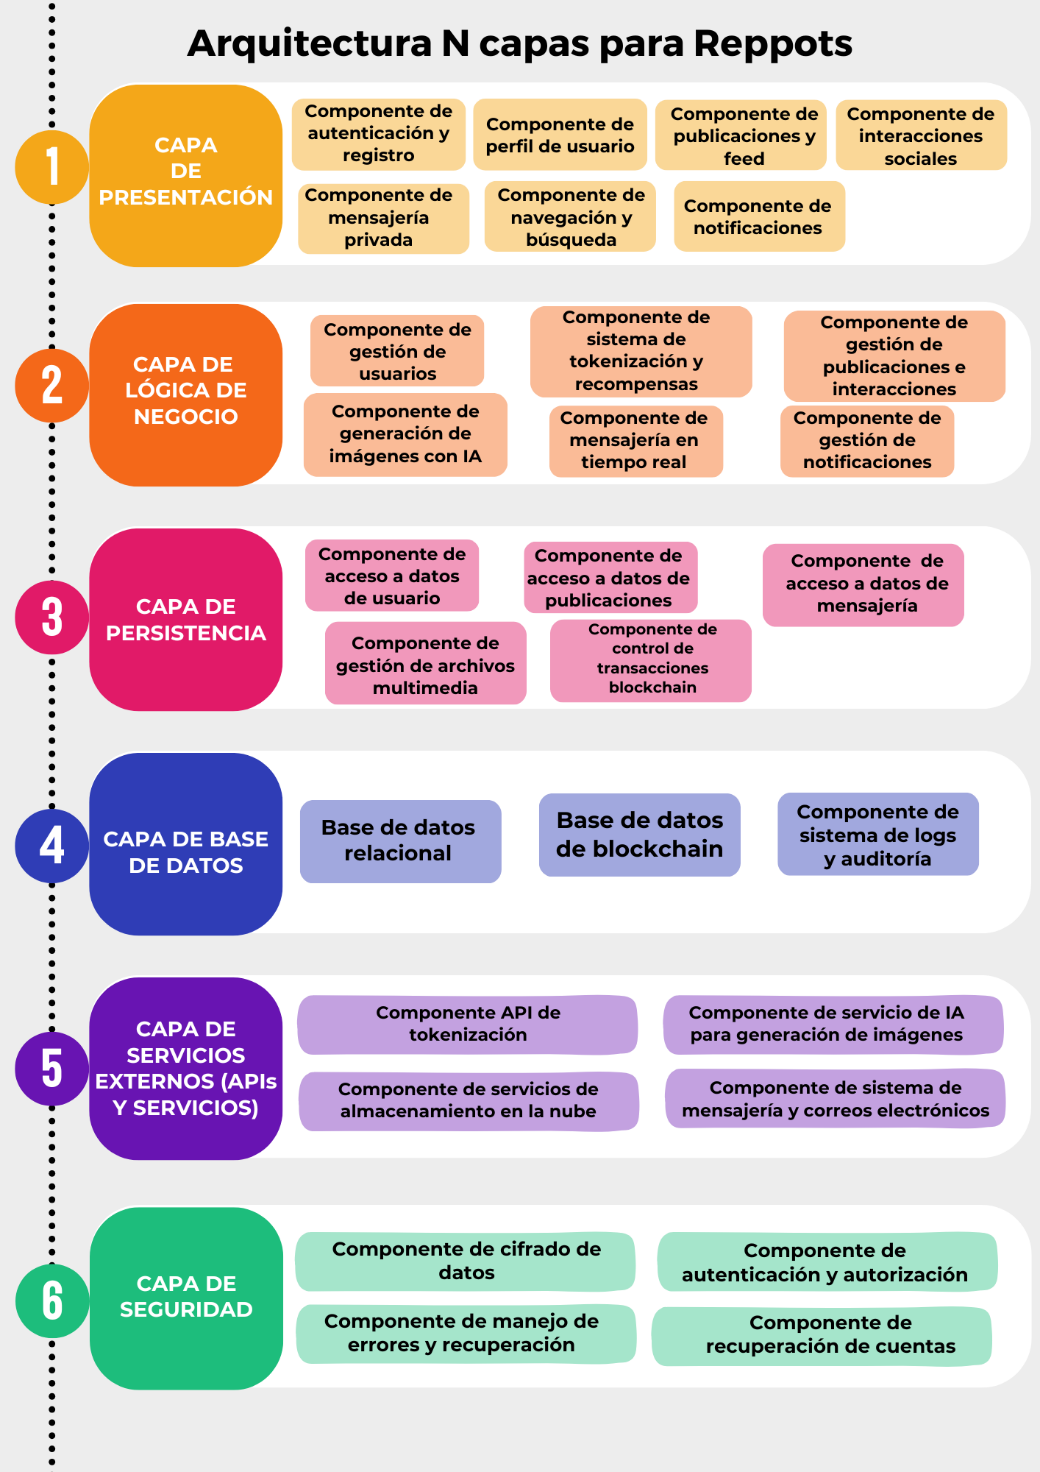 Arquitectura N capas para Reppots
1
CAPA
DE
PRESENTACIÓN
Componente de
autenticación y
registro
Componente de
perfil de usuario
Componente de
publicaciones y
feed
Componente de
interacciones
sociales
Componente de
mensajería
privada
Componente de
navegación y
búsqueda
Componente de
notificaciones
2
CAPA DE
LÓGICA DE
NEGOCIO
Componente de
gestión de
usuarios
Componente de
sistema de
tokenización y
recompensas
Componente de
gestión de
publicaciones e
interacciones
Componente de
generación de
imágenes con IA
Componente de
mensajería en
tiempo real
Componente de
gestión de
notificaciones
3
CAPA DE
PERSISTENCIA
Componente de
acceso a datos
de usuario
Componente de
acceso a datos de
publicaciones
Componente de
acceso a datos de
mensajería
Componente de
gestión de archivos
multimedia
Componente de
control de
transacciones
blockchain
4
CAPA DE BASE
DE DATOS
Base de datos
relacional
Base de datos
de blockchain
Componente de
sistema de logs
y auditoría
5
CAPA DE
SERVICIOS
EXTERNOS (APIs
Y SERVICIOS)
Componente API de
tokenización
Componente de servicio de IA
para generación de imágenes
Componente de servicios de
almacenamiento en la nube
Componente de sistema de
mensajería y correos electrónicos
6
CAPA DE
SEGURIDAD
Componente de cifrado de
datos
Componente de
autenticación y autorización
Componente de manejo de
errores y recuperación
Componente de
recuperación de cuentas